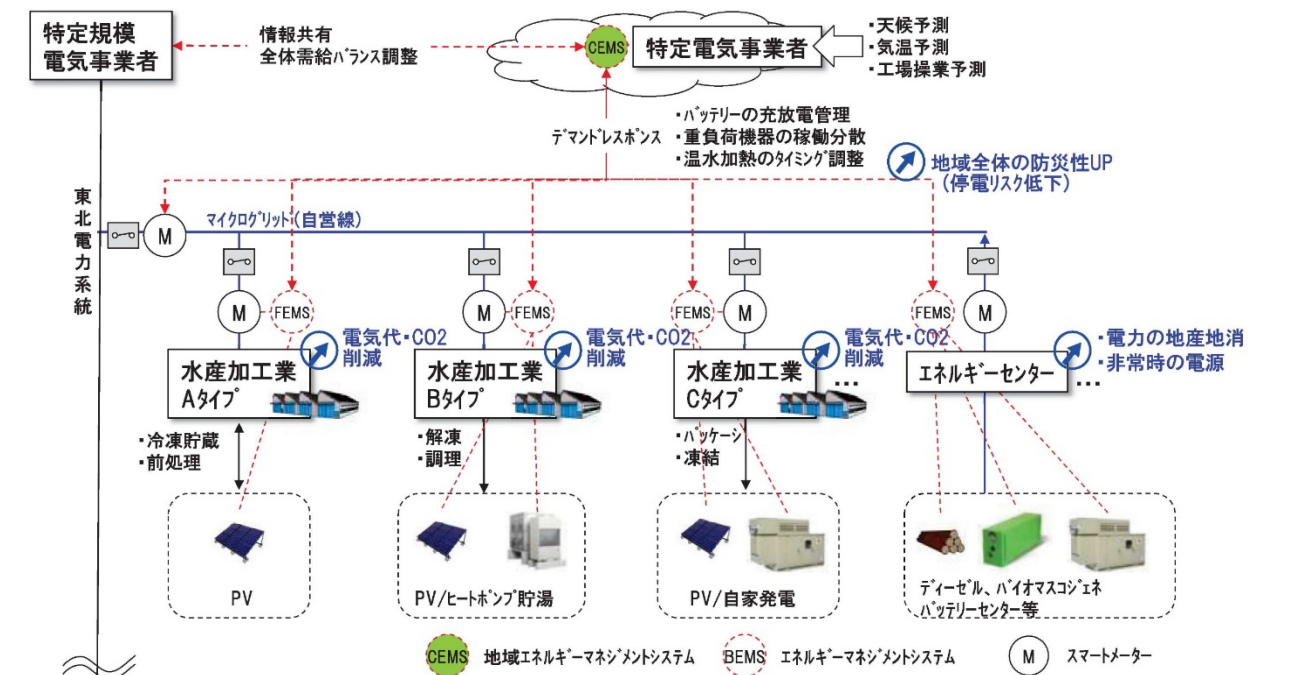 特定規模
電気事業者
情報共有
全体需給バランス調整
CEMS
特定電気事業者
・天候予測
・気温予測
・工場操業予測
デマンドレスポンス
・バッテリーの充放電管理
・重負荷機器の稼働分散
・温水加熱のタイミング調整
地域全体の防災性UP
(停電リスク低下)
東北電力系統
M
マイクログリッド(自営線)
M
FEMS
M
FEMS
FEMS
M
FEMS
M
電気代・CO2
削減
電気代・CO2
削減
電気代・CO2
削減
・電力の地産地消
・非常時の電源
水産加工業
Aタイプ
水産加工業
Bタイプ
水産加工業
Cタイプ
…
エネルギーセンター
…
・冷凍貯蔵
・前処理
・解凍
・調理
・パッケージ
・凍結
PV
PV/ヒートポンプ貯湯
PV/自家発電
ディーゼル、バイオマスコジェネ
バッテリーセンター等
CEMS 地域エネルギーマネジメントシステム
BEMS エネルギーマネジメントシステム
M スマートメーター